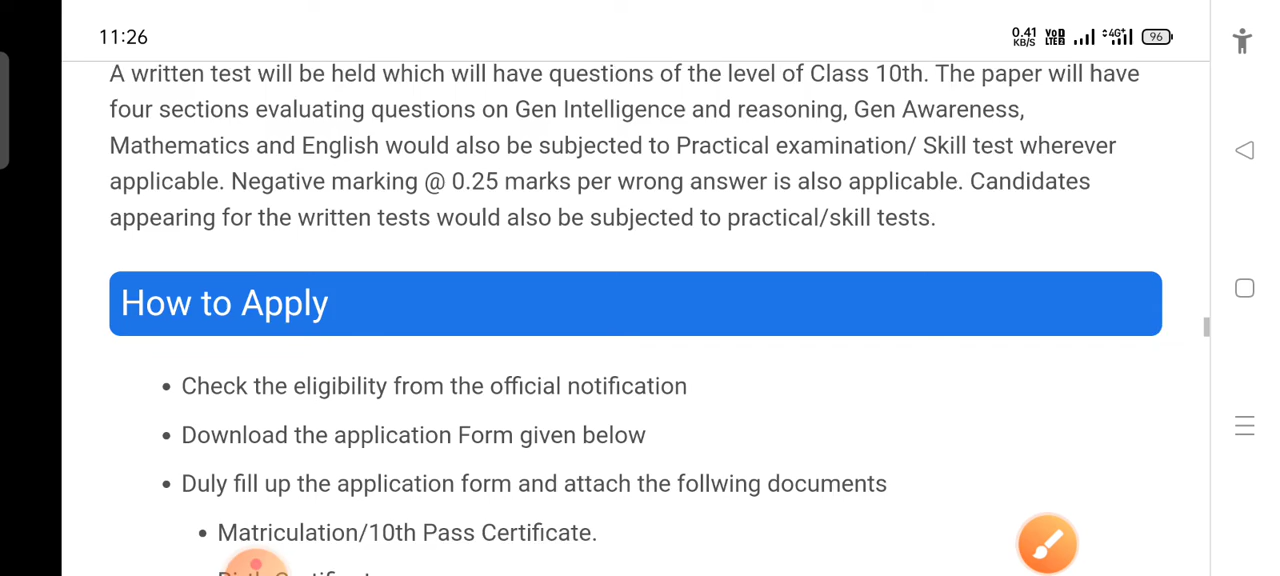 11:26
0.41 KB/S VoD LTE2 4G+ 96
A written test will be held which will have questions of the level of Class 10th. The paper will have
four sections evaluating questions on Gen Intelligence and reasoning, Gen Awareness,
Mathematics and English would also be subjected to Practical examination/ Skill test wherever
applicable. Negative marking @ 0.25 marks per wrong answer is also applicable. Candidates
appearing for the written tests would also be subjected to practical/skill tests.
How to Apply
• Check the eligibility from the official notification
• Download the application Form given below
• Duly fill up the application form and attach the follwing documents
• Matriculation/10th Pass Certificate.